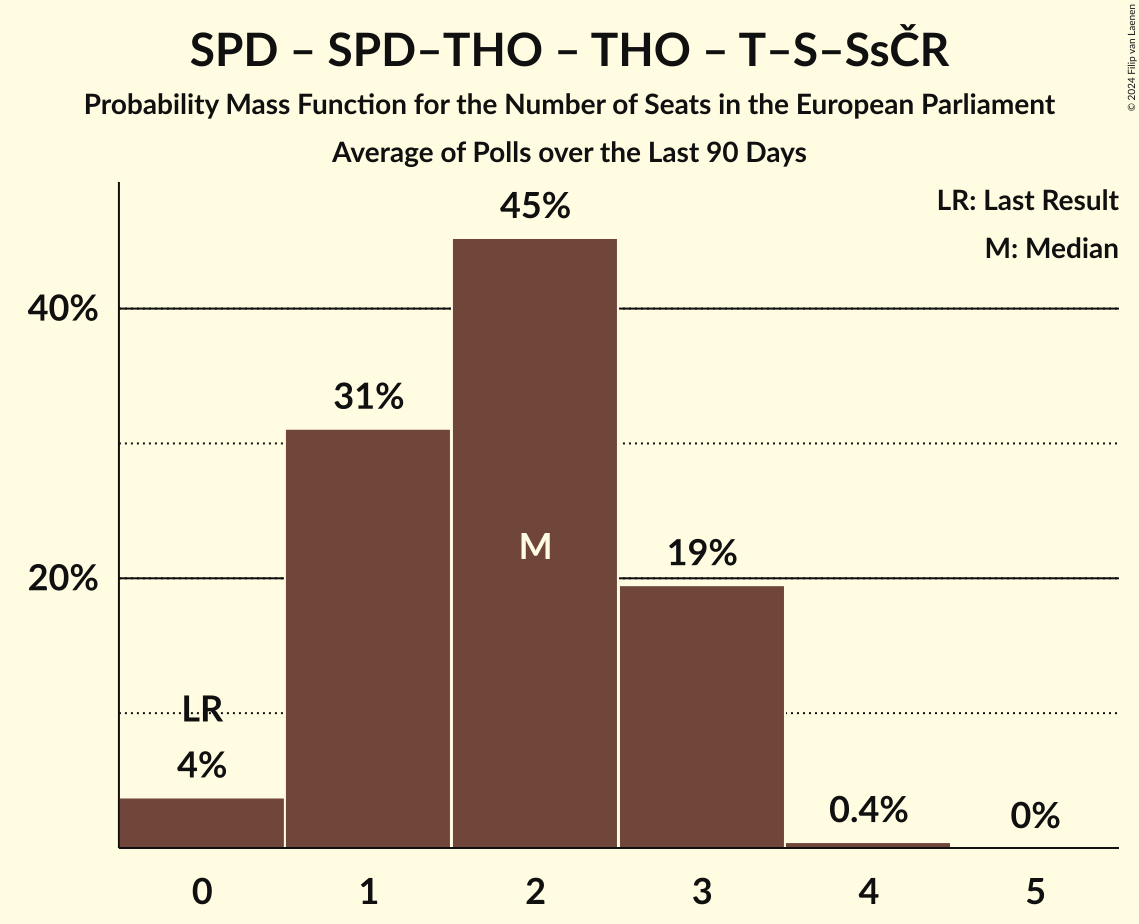 SPD – SPD–THO – THO – T–S–SsČR
Probability Mass Function for the Number of Seats in the European Parliament
Average of Polls over the Last 90 Days
© 2024 Filip van Laenen
LR: Last Result
M: Median
45%
40%
31%
M
19%
20%
LR
4%
0.4%
0%
0 1 2 3 4 5